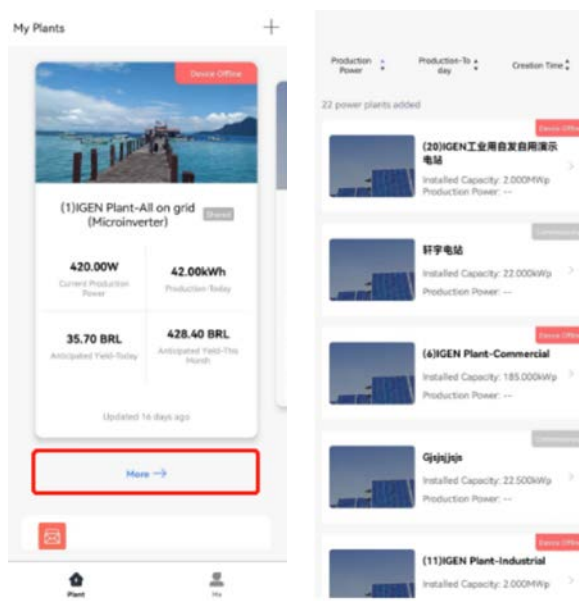 My Plants
Device Offline
(1)IGEN Plant-All on grid
(Microinverter)
Shared
420.00W
Current Production
Power
42.00kWh
Production-Today
35.70 BRL
Anticipated Yield-Today
428.40 BRL
Anticipated Yield-This
Month
Updated 16 days ago
More
Plant
Me
Production
Power
Production-To
day
Creation Time
22 power plants added
Device Offline
(20)IGEN工业用自发自用演示
电站
Installed Capacity: 2.000MWp
Production Power: --
轩宇电站
Installed Capacity: 22.000kWp
Production Power: --
Device Offline
(6)IGEN Plant-Commercial
Installed Capacity: 185.000kWp
Production Power: --
Gjsjsjjsjs
Installed Capacity: 22.500kWp
Production Power: --
Device Offline
(11)IGEN Plant-Industrial
Installed Capacity: 2.000MWp